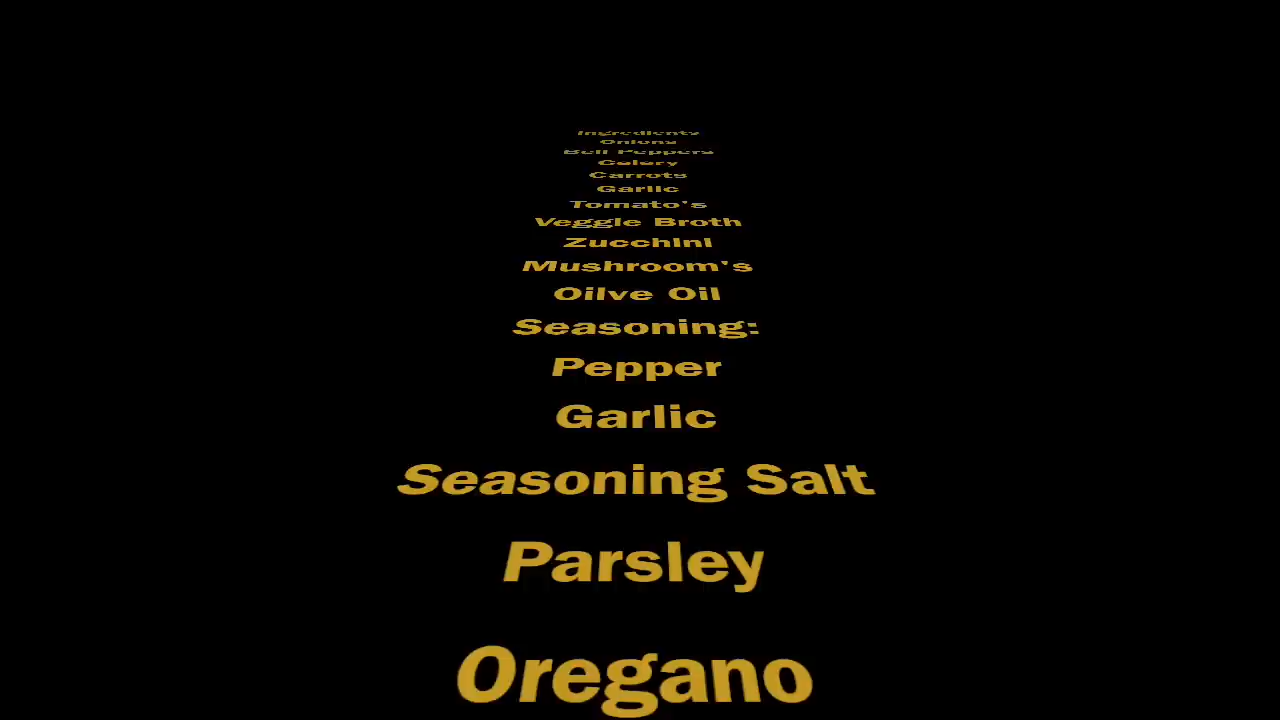 Ingredients
Onions
Bell Peppers
Celery
Carrots
Garlic
Tomato's
Veggie Broth
Zucchini
Mushroom's
Oilve Oil
Seasoning:
Pepper
Garlic
Seasoning Salt
Parsley
Oregano